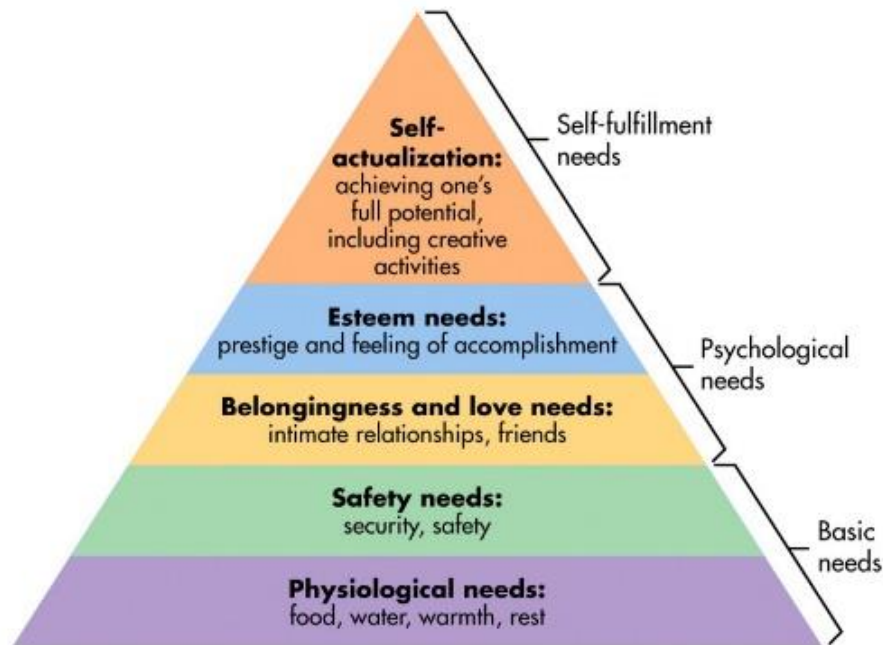 Self-
actualization:
achieving one's
full potential,
including creative
activities
Self-fulfillment
needs
Esteem needs:
prestige and feeling of accomplishment
Psychological
needs
Belongingness and love needs:
intimate relationships, friends
Safety needs:
security, safety
Basic
needs
Physiological needs:
food, water, warmth, rest